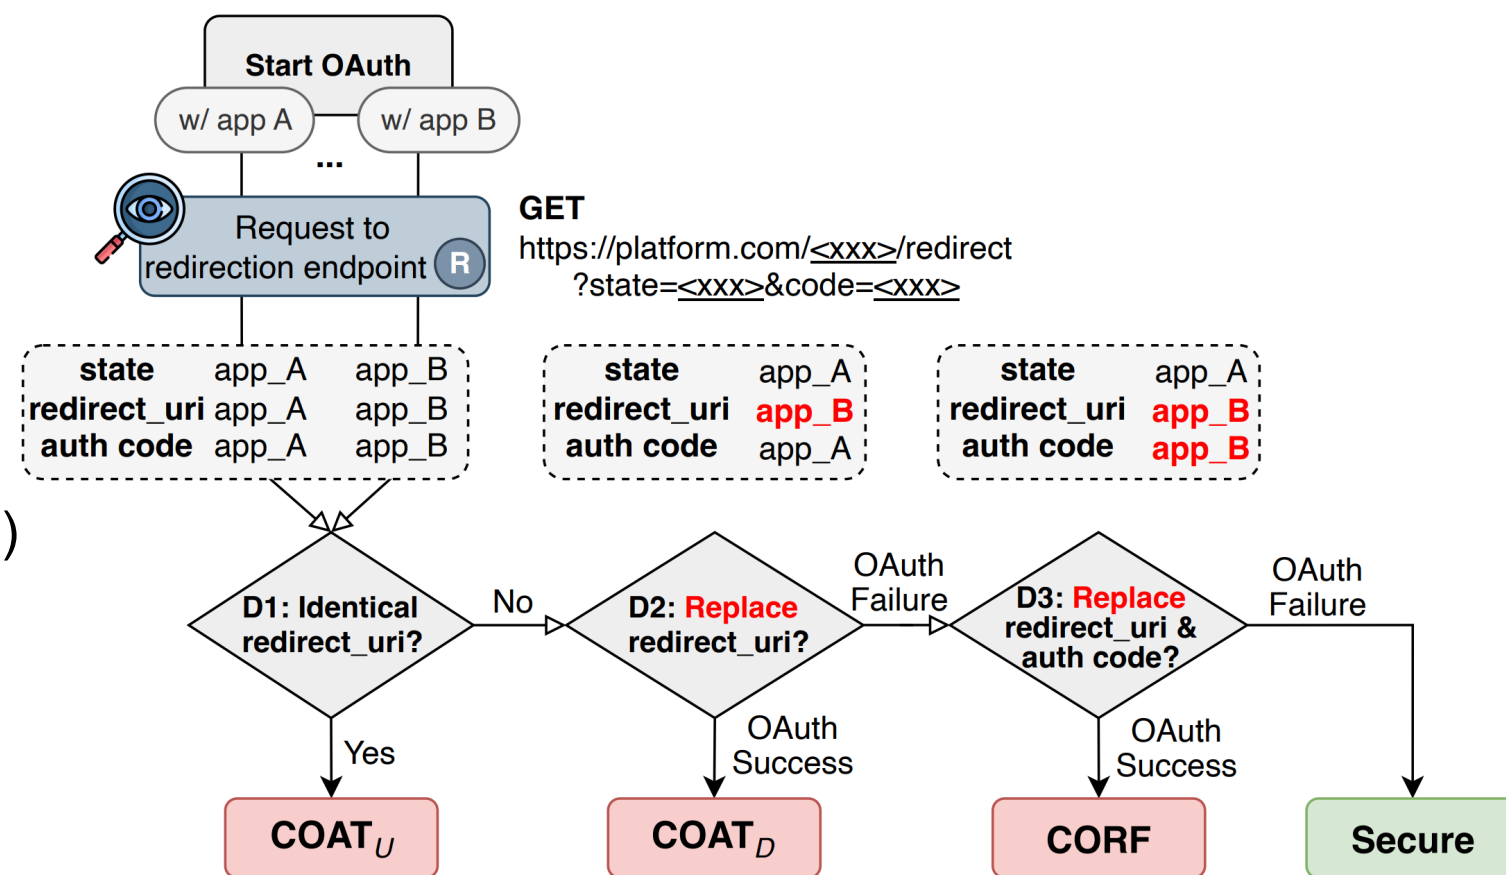 Start OAuth
w/ app A
w/ app B
...
Request to
redirection endpoint
R
GET
https://platform.com/<xxx>/redirect
?state=<xxx>&code=<xxx>
state app_A app_B
redirect_uri app_A app_B
auth code app_A app_B
state app_A
redirect_uri app_B
auth code app_A
state app_A
redirect_uri app_B
auth code app_B
)
D1: Identical
redirect_uri?
No
D2: Replace
redirect_uri?
OAuth
Failure
D3: Replace
redirect_uri &
auth code?
OAuth
Failure
Yes
OAuth
Success
OAuth
Success
COAT U
COAT D
CORF
Secure